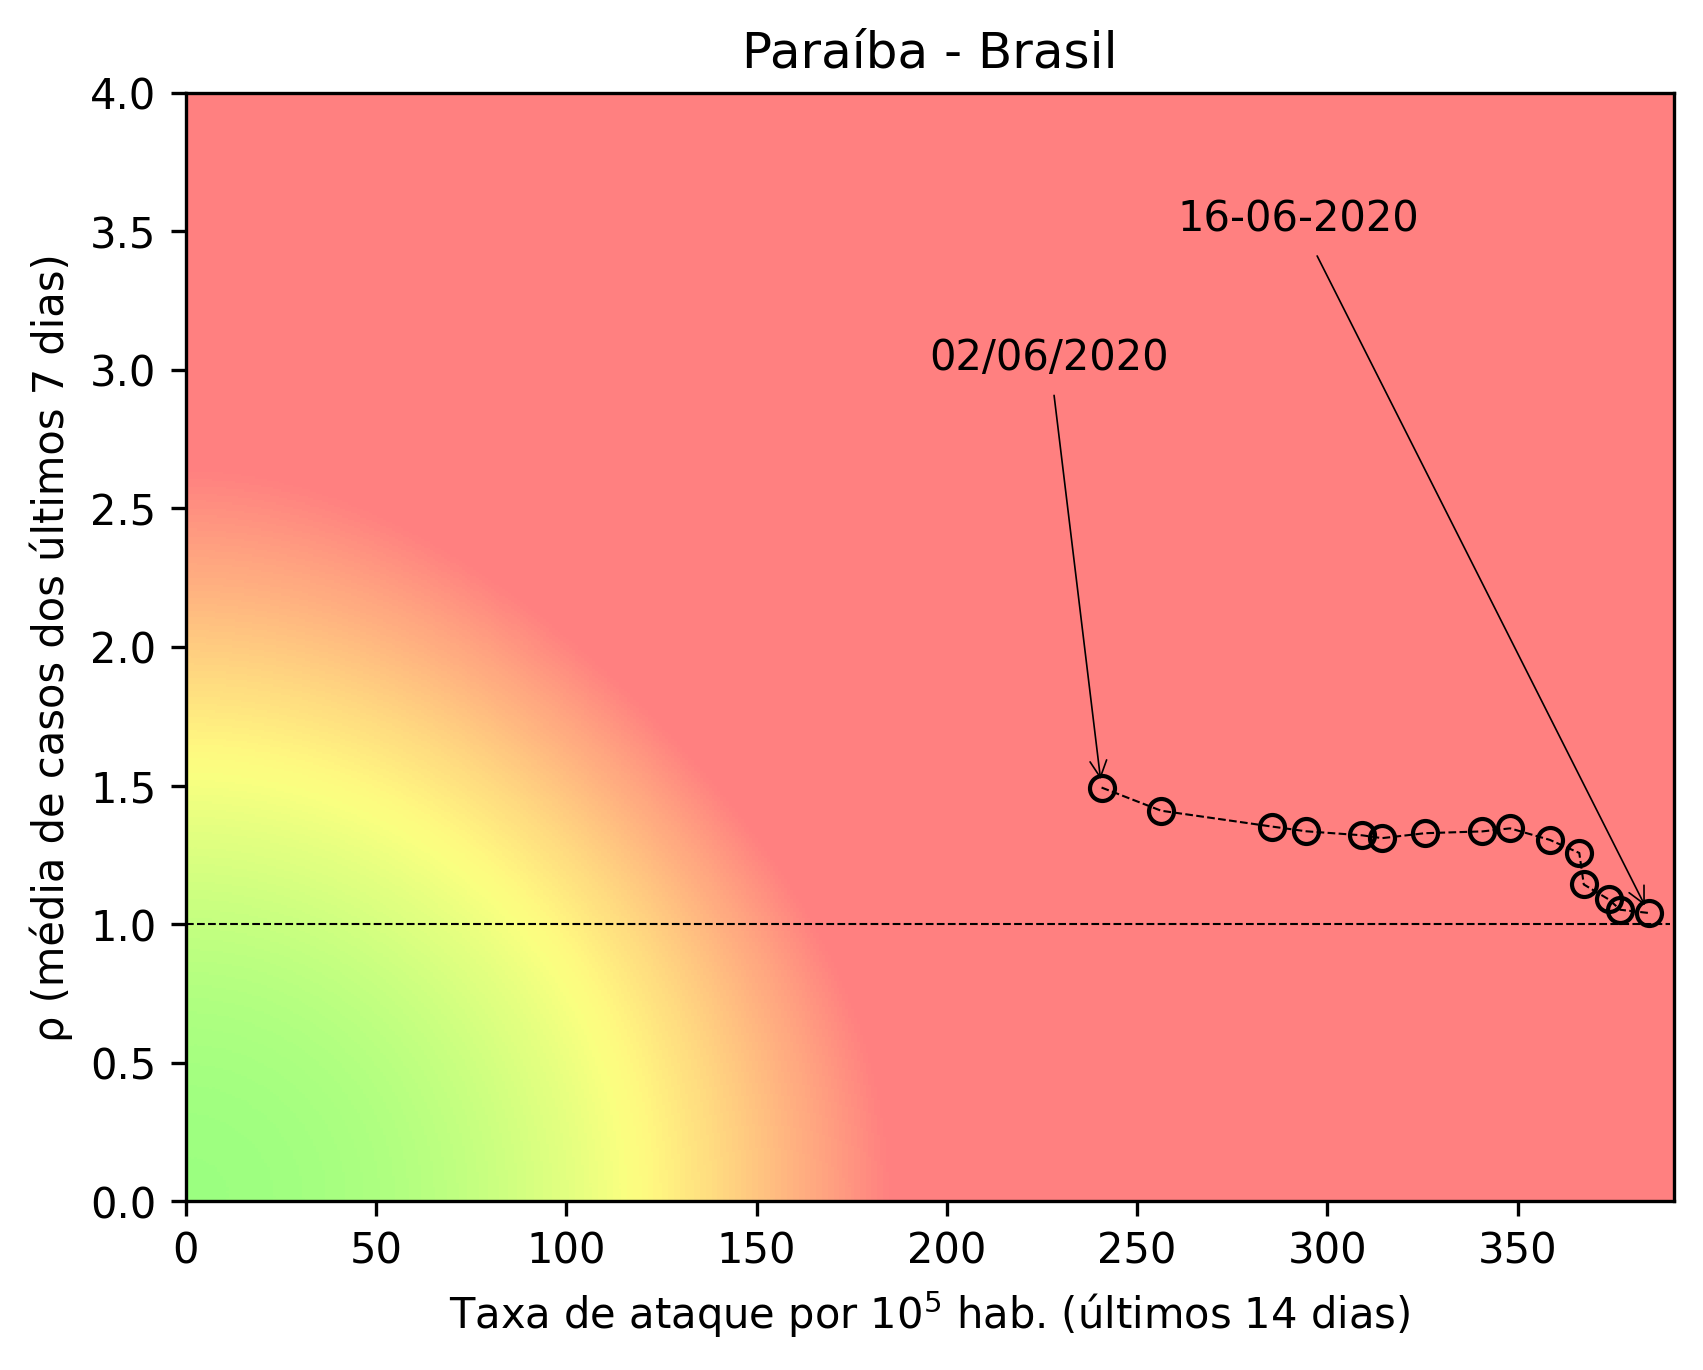 Paraíba - Brasil
4.0
3.5
3.0
2.5
2.0
1.5
1.0
0.5
0.0
ρ (média de casos dos últimos 7 dias)
16-06-2020
02/06/2020
0 50 100 150 200 250 300 350
Taxa de ataque por 10⁵ hab. (últimos 14 dias)